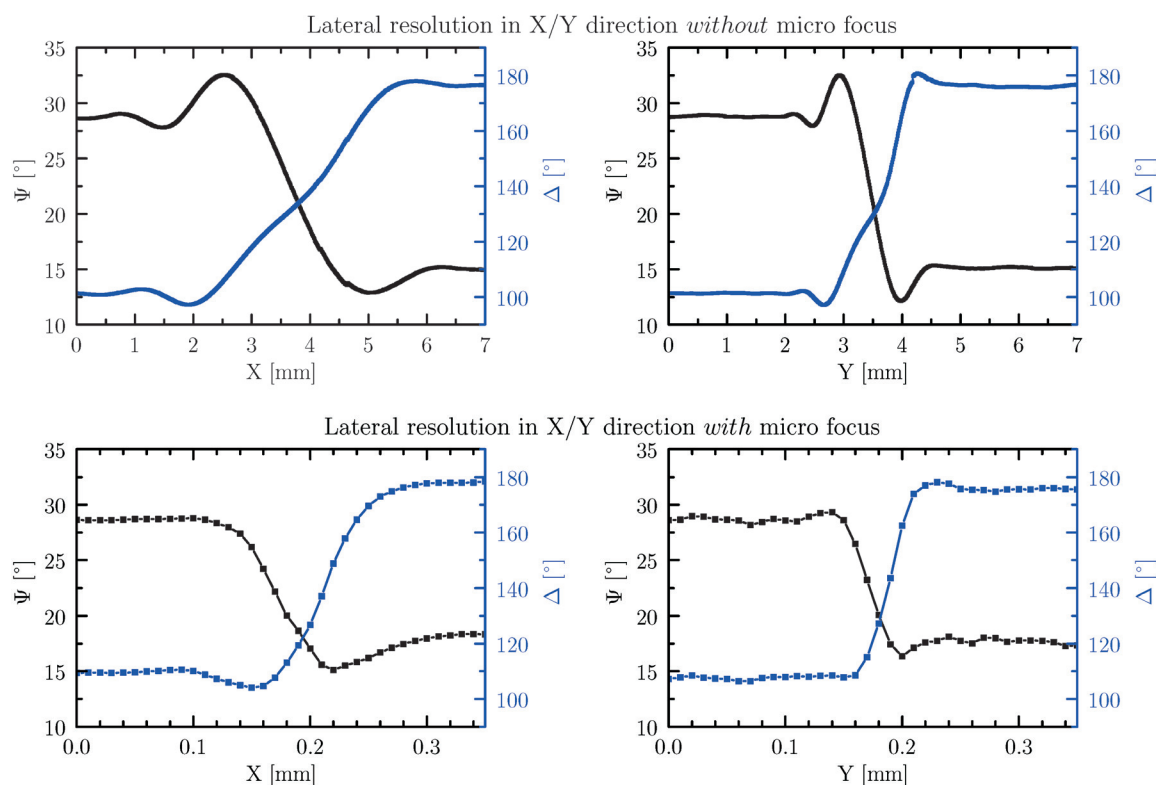 Lateral resolution in X/Y direction without micro focus
35
30
25
20
15
10
Ψ [°]
180
160
140
120
100
Δ [°]
0 1 2 3 4 5 6 7
X [mm]
35
30
25
20
15
10
Ψ [°]
180
160
140
120
100
Δ [°]
0 1 2 3 4 5 6 7
Y [mm]
Lateral resolution in X/Y direction with micro focus
35
30
25
20
15
10
Ψ [°]
180
160
140
120
100
Δ [°]
0.0 0.1 0.2 0.3
X [mm]
35
30
25
20
15
10
Ψ [°]
180
160
140
120
100
Δ [°]
0.0 0.1 0.2 0.3
Y [mm]